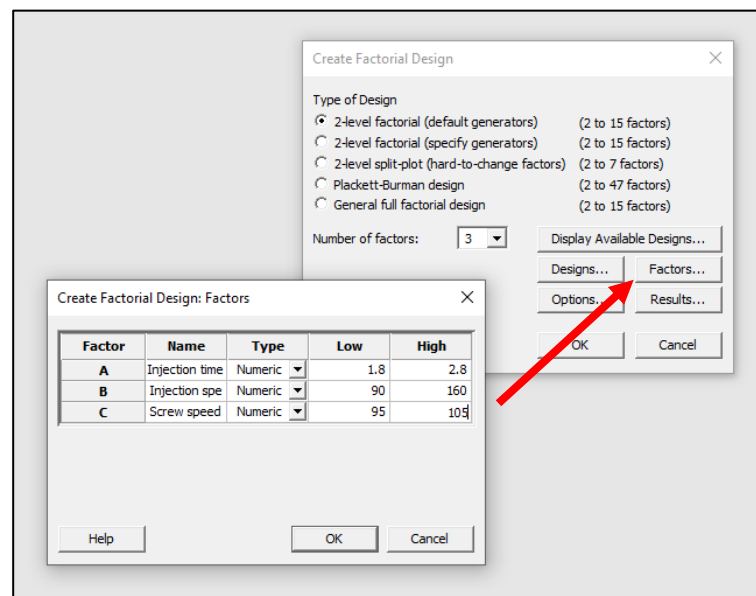 Create Factorial Design
Type of Design
2-level factorial (default generators) (2 to 15 factors)
2-level factorial (specify generators) (2 to 15 factors)
2-level split-plot (hard-to-change factors) (2 to 7 factors)
Plackett-Burman design (2 to 47 factors)
General full factorial design (2 to 15 factors)
Number of factors: 3 Display Available Designs...
Designs... Factors...
Options... Results...
OK Cancel
Create Factorial Design: Factors
Factor Name Type Low High
A Injection time Numeric 1.8 2.8
B Injection spe Numeric 90 160
C Screw speed Numeric 95 105
Help OK Cancel